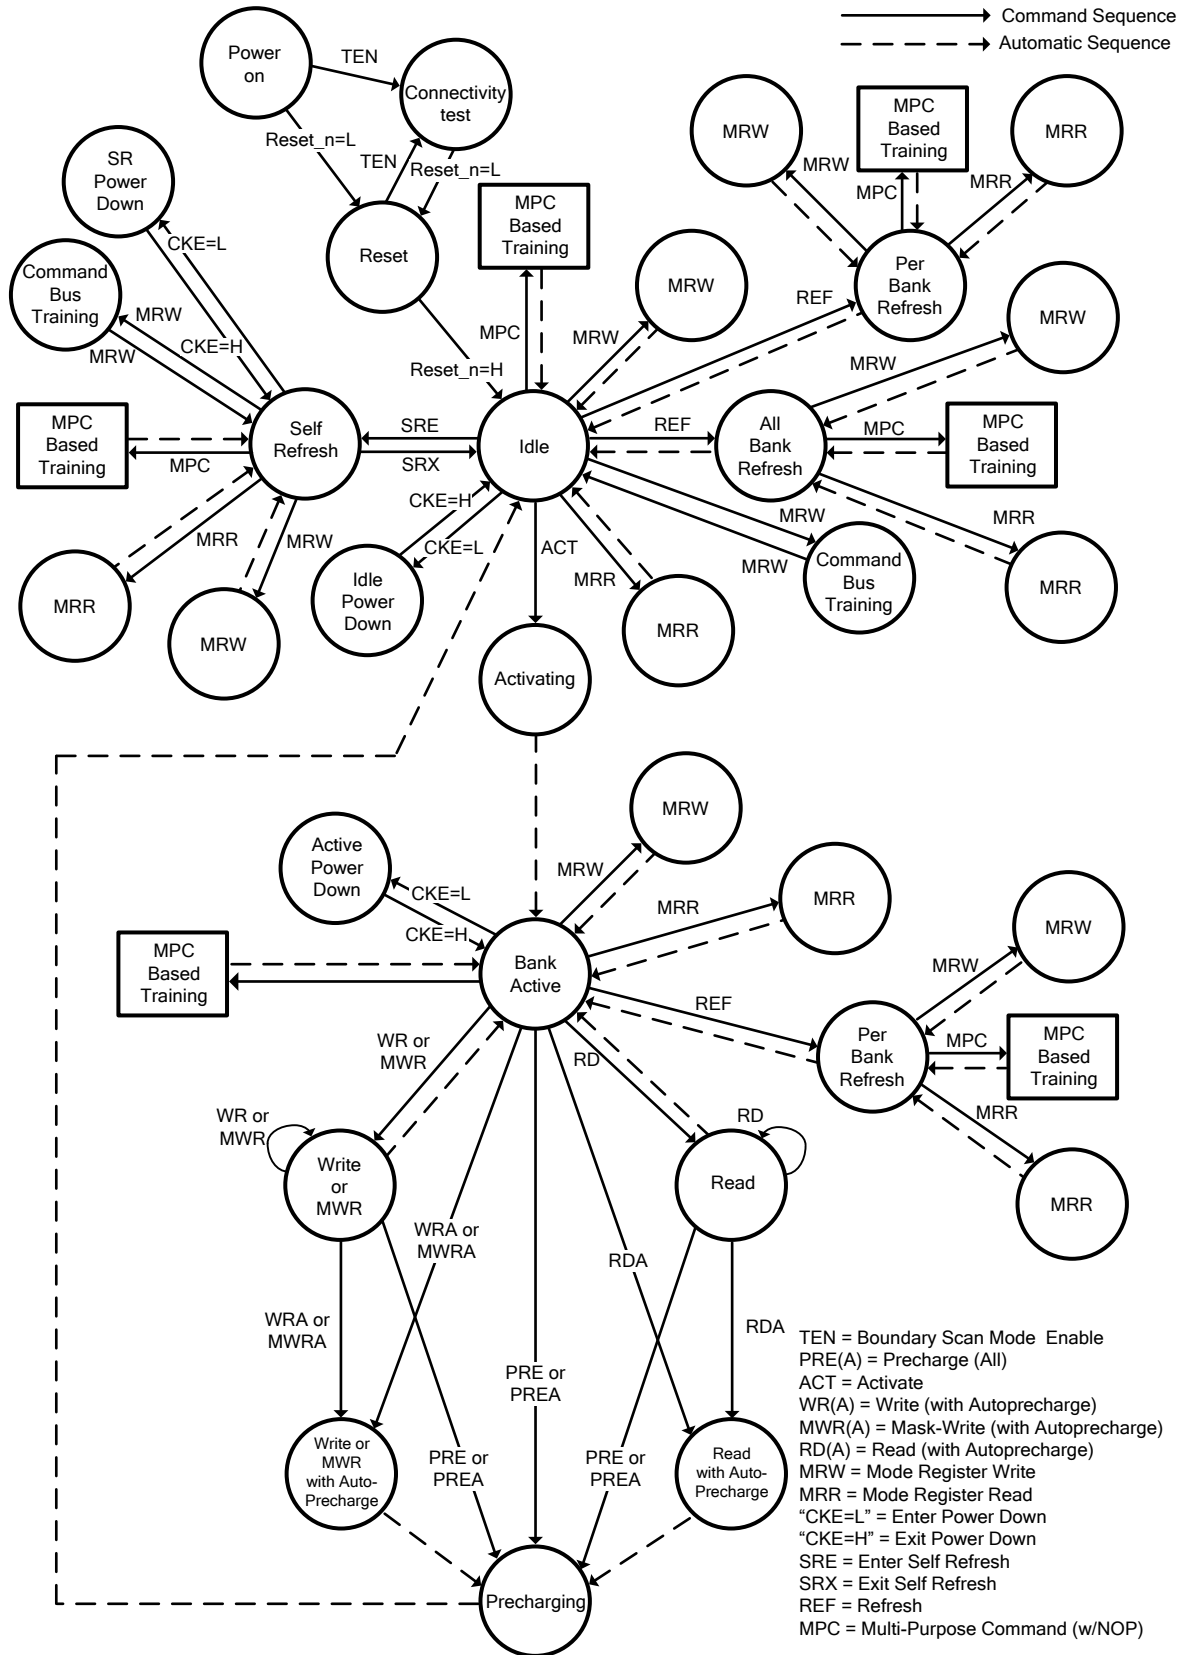 Command Sequence
Automatic Sequence
Power
on
TEN
Connectivity
test
Reset_n=L
TEN
Reset_n=L
Reset
Reset_n=H
SR
Power
Down
CKE=L
Command
Bus
Training
MRW
CKE=H
MRW
MPC
Based
Training
MPC
Self
Refresh
MRR
MRW
MRR
MRW
SRE
SRX
MPC
Based
Training
MPC
MRW
MRW
Idle
CKE=H
CKE=L
Idle
Power
Down
ACT
MRR
MRR
Activating
REF
MRW
MRW
MPC
Based
Training
MPC
MRR
MRR
Per
Bank
Refresh
REF
All
Bank
Refresh
MRW
MRW
MPC
MPC
Based
Training
MRR
MRR
MRW
MRW
Command
Bus
Training
Active
Power
Down
CKE=L
CKE=H
MPC
Based
Training
Bank
Active
MRW
MRW
MRR
MRR
REF
Per
Bank
Refresh
MRW
MRW
MPC
MPC
Based
Training
MRR
MRR
WR or
MWR
RD
WR or
MWR
Write
or
MWR
RD
Read
WRA or
MWRA
RDA
WRA or
MWRA
RDA
PRE or
PREA
PRE or
PREA
PRE or
PREA
Write or
MWR
with Auto-
Precharge
Read
with Auto-
Precharge
Precharging
TEN = Boundary Scan Mode Enable
PRE(A) = Precharge (All)
ACT = Activate
WR(A) = Write (with Autoprecharge)
MWR(A) = Mask-Write (with Autoprecharge)
RD(A) = Read (with Autoprecharge)
MRW = Mode Register Write
MRR = Mode Register Read
“CKE=L” = Enter Power Down
“CKE=H” = Exit Power Down
SRE = Enter Self Refresh
SRX = Exit Self Refresh
REF = Refresh
MPC = Multi-Purpose Command (w/NOP)